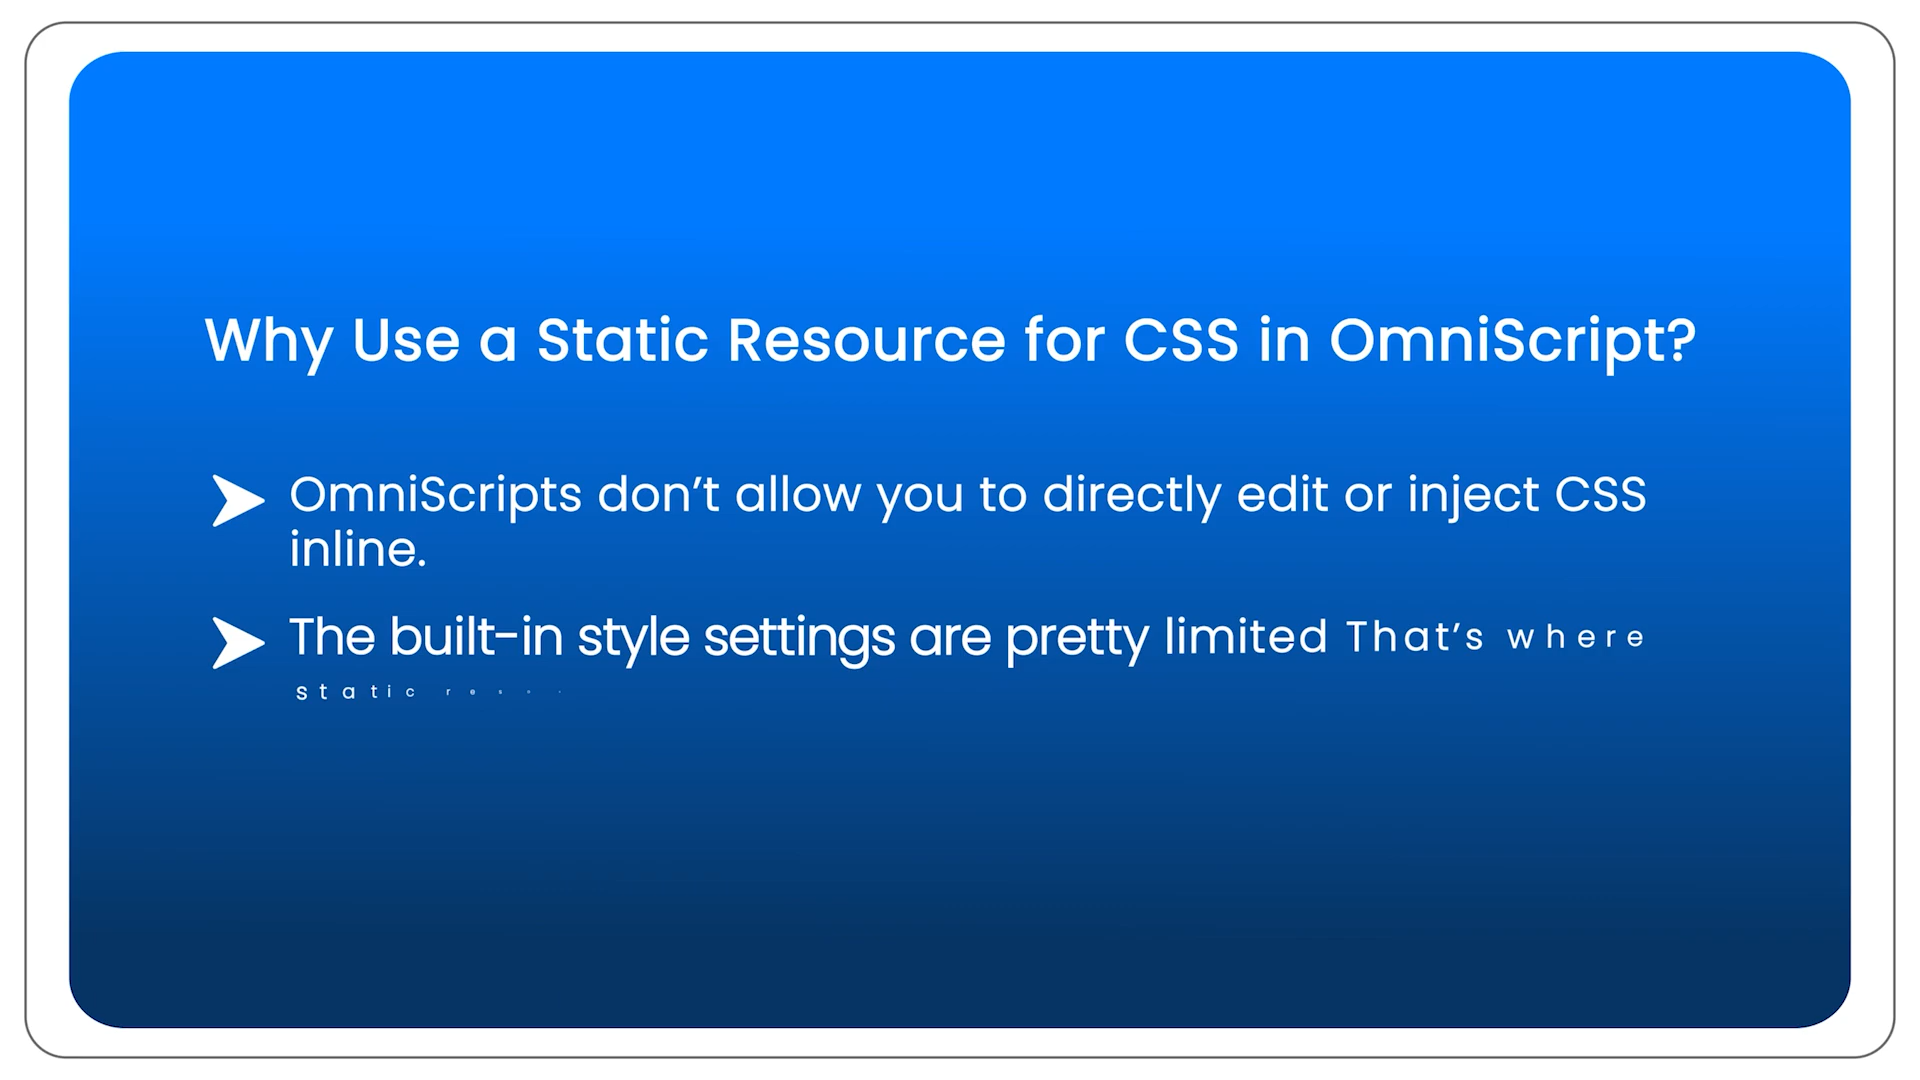 Why Use a Static Resource for CSS in OmniScript?
OmniScripts don’t allow you to directly edit or inject CSS
inline.
The built-in style settings are pretty limited That’s where
static